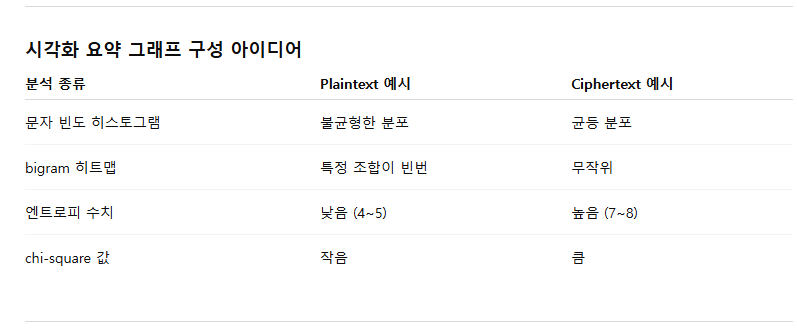 시각화 요약 그래프 구성 아이디어
분석 종류 Plaintext 예시 Ciphertext 예시
문자 빈도 히스토그램 불균형한 분포 균등 분포
bigram 히트맵 특정 조합이 빈번 무작위
엔트로피 수치 낮음 (4~5) 높음 (7~8)
chi-square 값 작음 큼